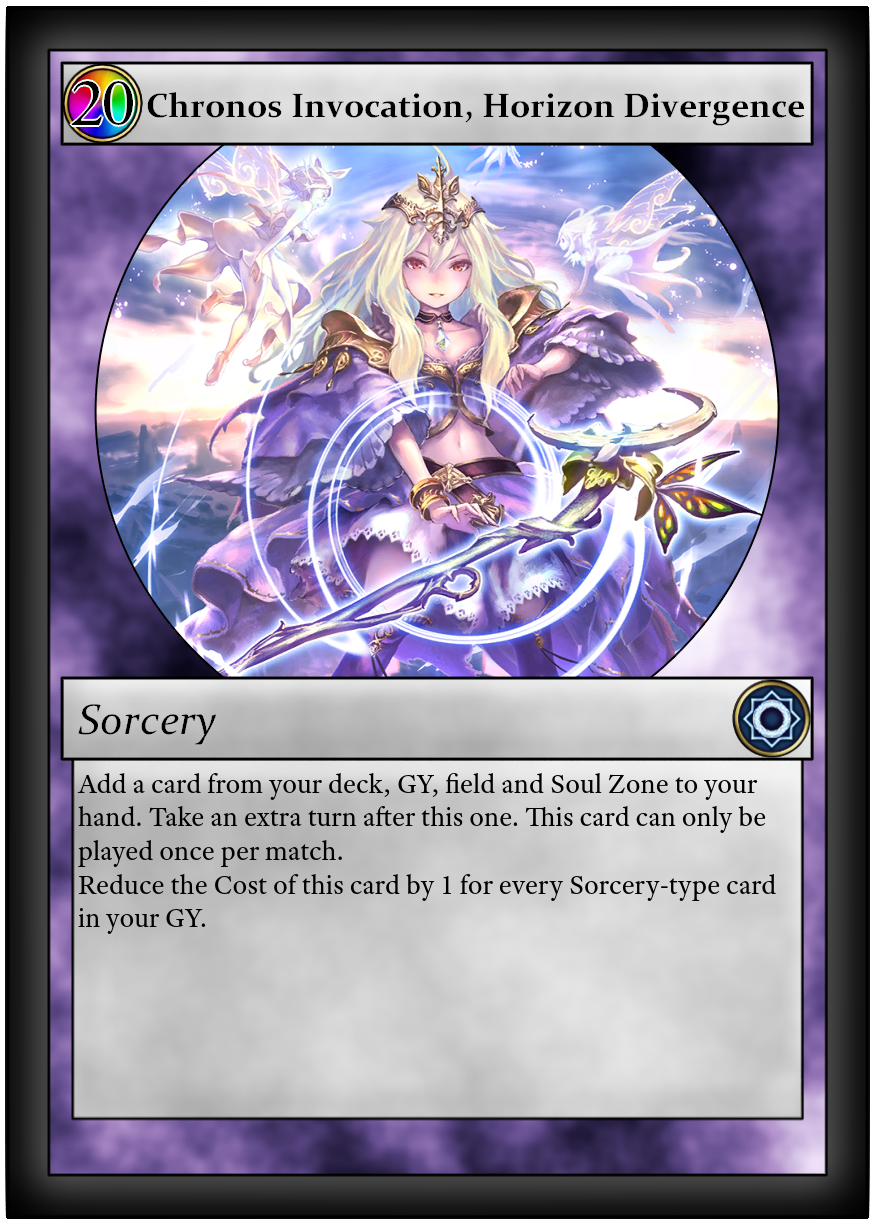 20 Chronos Invocation, Horizon Divergence
Sorcery
Add a card from your deck, GY, field and Soul Zone to your
hand. Take an extra turn after this one. This card can only be
played once per match.
Reduce the Cost of this card by 1 for every Sorcery-type card
in your GY.